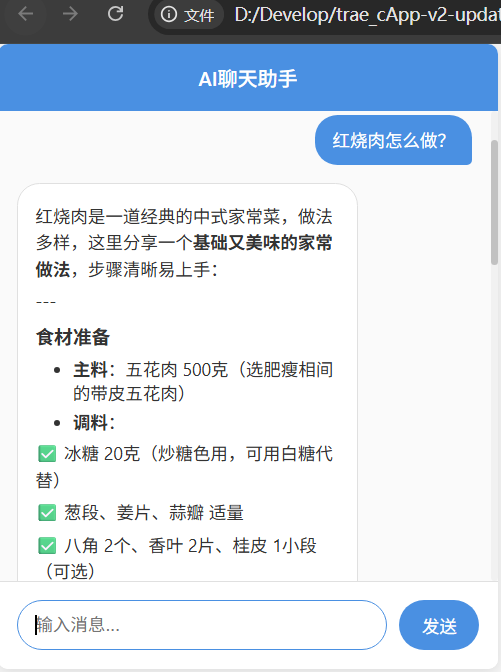 文件 D:/Develop/trae_cApp-v2-updat
AI聊天助手
红烧肉怎么做?
红烧肉是一道经典的中式家常菜，做法
多样，这里分享一个基础又美味的家常
做法，步骤清晰易上手：
---
食材准备
• 主料：五花肉 500克（选肥瘦相间
的带皮五花肉）
• 调料：
✅ 冰糖 20克（炒糖色用，可用白糖代
替）
✅ 葱段、姜片、蒜瓣 适量
✅ 八角 2个、香叶 2片、桂皮 1小段
（可选）
输入消息...
发送